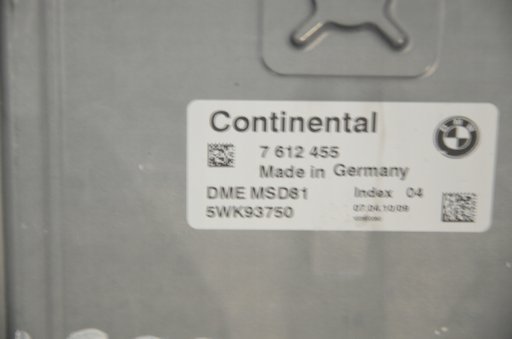 Continental
7 612 455
Made in Germany
DME MSD81 Index 04
5WK93750